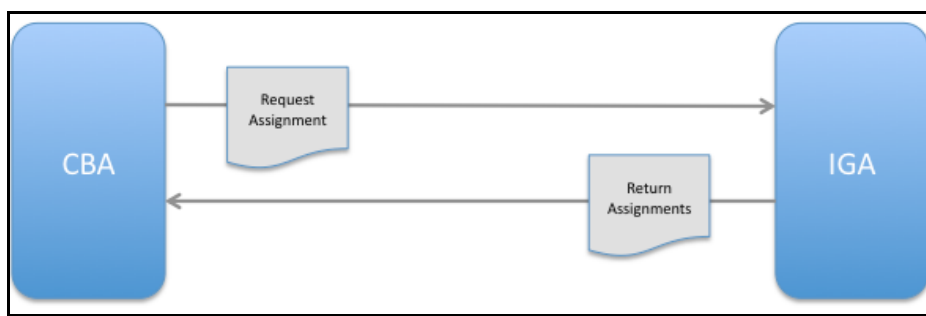 Request
Assignment
CBA
IGA
Return
Assignments